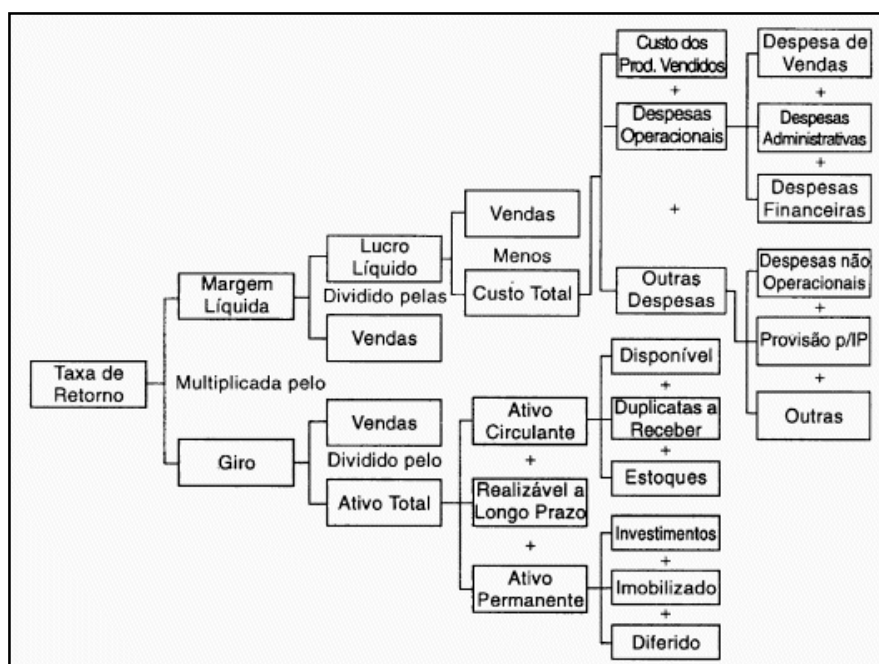 Custo dos
Prod. Vendidos
+
Despesas
Operacionais
+
Outras
Despesas
Despesa de
Vendas
+
Despesas
Administrativas
+
Despesas
Financeiras
Despesas não
Operacionais
+
Provisão p/IP
+
Outras
Vendas
Menos
Custo Total
Lucro
Líquido
Dividido pelas
Vendas
Margem
Líquida
Taxa de
Retorno
Multiplicada pelo
Giro
Vendas
Dividido pelo
Ativo Total
Ativo
Circulante
+
Realizável a
Longo Prazo
+
Ativo
Permanente
Disponível
+
Duplicatas a
Receber
+
Estoques
Investimentos
+
Imobilizado
+
Diferido